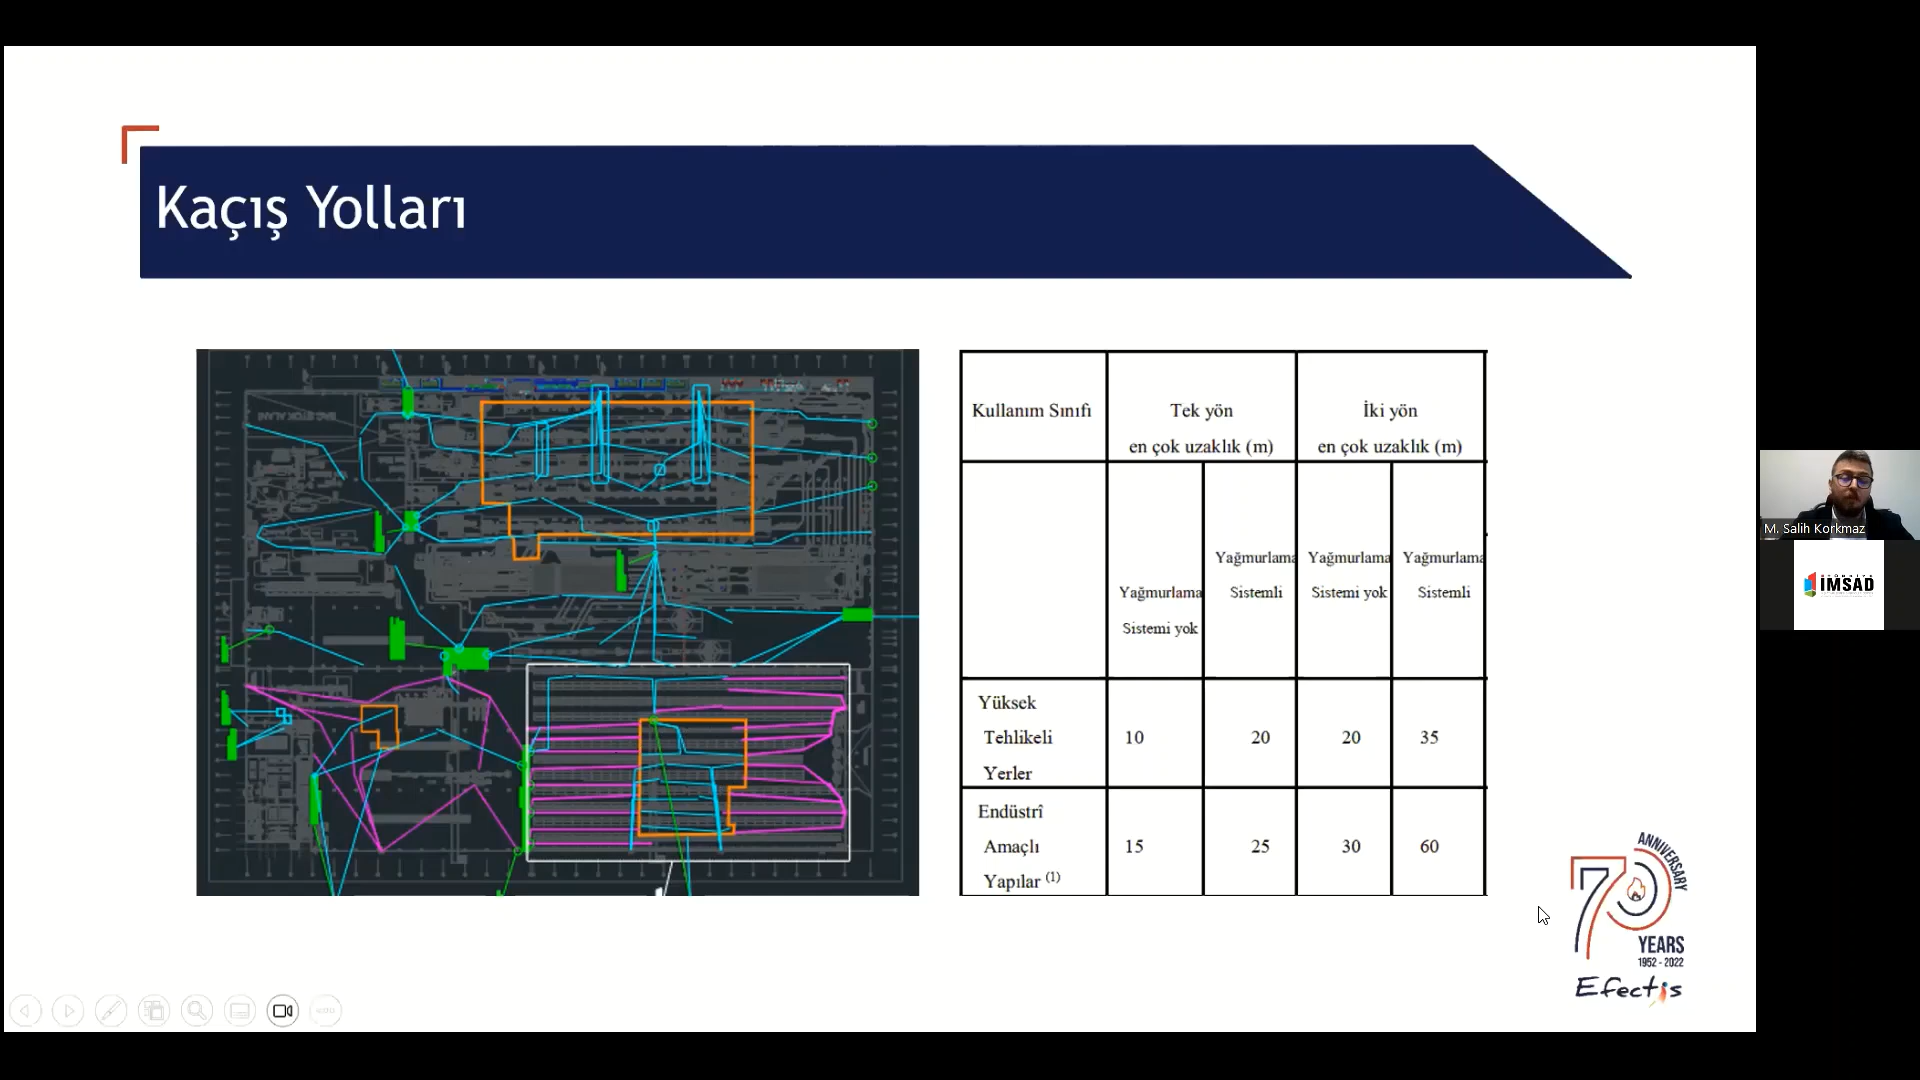 Kaçış Yolları
Kullanım Sınıfı
Tek yön
en çok uzaklık (m)
İki yön
en çok uzaklık (m)
Yağmurlama
Sistemi yok
Yağmurlama
Sistemli
Yağmurlama
Sistemi yok
Yağmurlama
Sistemli
Yüksek
Tehlikeli
Yerler
10
20
20
35
Endüstrî
Amaçlı
Yapılar (1)
15
25
30
60
70
ANNIVERSARY
YEARS
1952 - 2022
Efectis
M. Salih Korkmaz
İMSAD